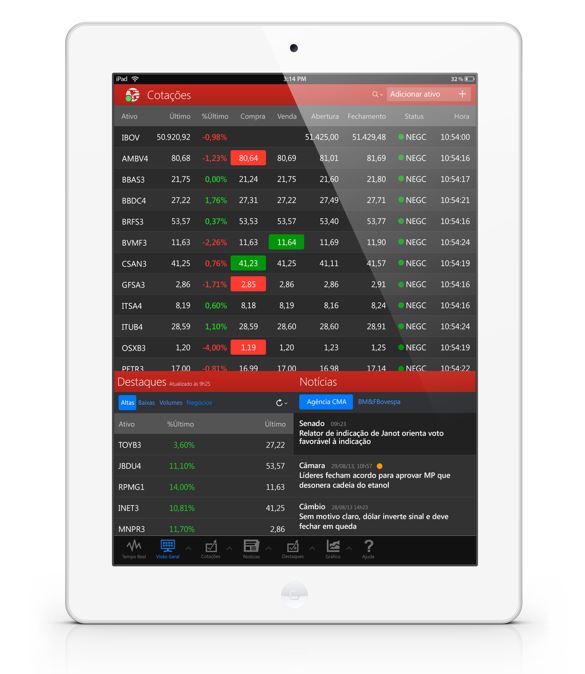 iPad 3:14 PM 32%
Cotações Adicionar ativo +
Ativo Último %Último Compra Venda Abertura Fechamento Status Hora
IBOV 50.920,92 -0,98% 51.425,00 51.429,48 NEGC 10:54:00
AMBV4 80,68 -1,23% 80,64 80,69 81,01 81,69 NEGC 10:54:16
BBAS3 21,75 0,00% 21,24 21,75 21,60 21,80 NEGC 10:54:17
BBDC4 27,22 1,76% 27,31 27,22 27,49 27,71 NEGC 10:54:21
BRFS3 53,57 0,37% 53,53 53,57 53,40 53,77 NEGC 10:54:16
BVMF3 11,63 -2,26% 11,63 11,64 11,69 11,90 NEGC 10:54:24
CSAN3 41,25 0,76% 41,23 41,25 41,11 41,57 NEGC 10:54:19
GFSA3 2,86 -1,71% 2,85 2,86 2,86 2,91 NEGC 10:54:16
ITSA4 8,19 0,60% 8,18 8,19 8,16 8,24 NEGC 10:54:16
ITUB4 28,59 1,10% 28,59 28,60 28,60 28,91 NEGC 10:54:24
OSXB3 1,20 -4,00% 1,19 1,20 1,23 1,25 NEGC 10:54:19
PETR3 17,00 -0,81% 16,99 17,00 16,98 17,14 NEGC 10:54:22
Destaques Atualizado às 9h25 Notícias
Altas Baixas Volumes Negócios
Agência CMA BM&FBovespa
Ativo %Último Último
TOYB3 3,60% 27,22
JBDU4 11,10% 53,57
RPMG1 14,00% 11,63
INET3 10,81% 41,25
MNPR3 11,70% 2,86
Senado 09h23
Relator de indicação de Janot orienta voto
favorável à indicação
Câmara 29/08/13, 10h57
Líderes fecham acordo para aprovar MP que
desonera cadeia do etanol
Câmbio 28/08/13 14h23
Sem motivo claro, dólar inverte sinal e deve
fechar em queda
Tempo Real Visão Geral Cotações Notícias Destaques Gráfico Ajuda